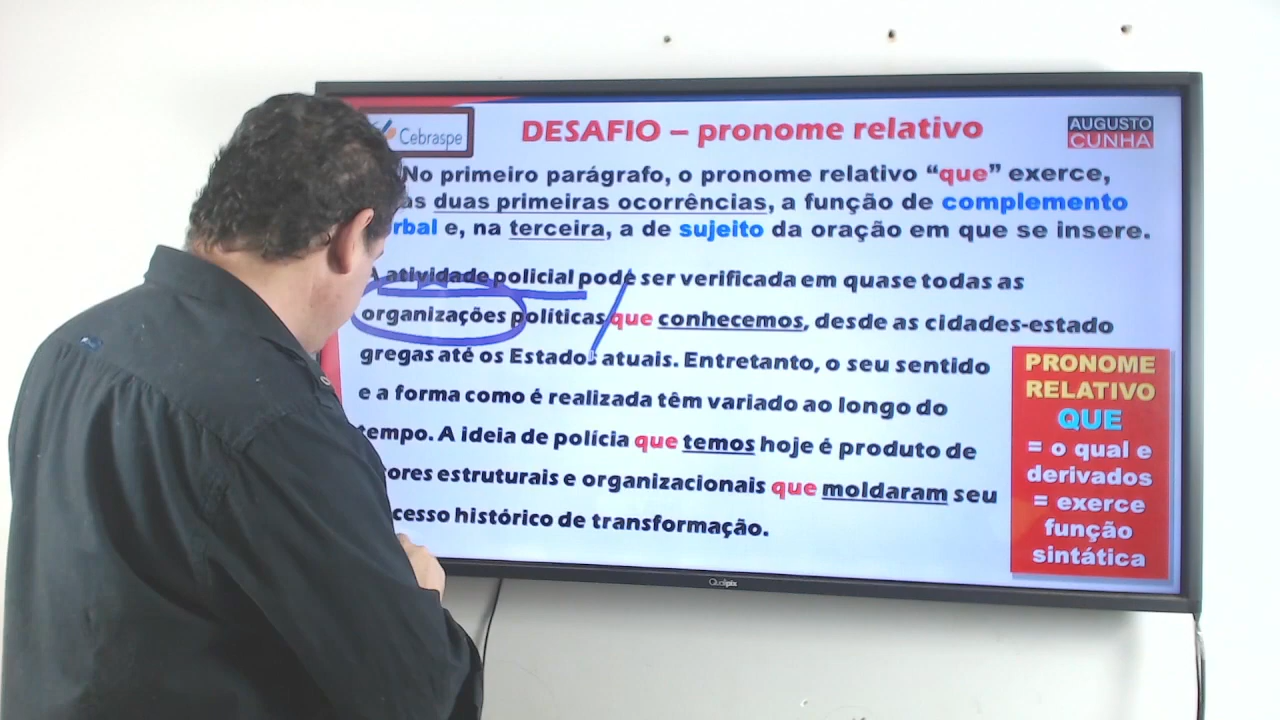 Cebraspe
DESAFIO – pronome relativo
AUGUSTO
CUNHA
No primeiro parágrafo, o pronome relativo “que” exerce,
duas primeiras ocorrências, a função de complemento
e, na terceira, a de sujeito da oração em que se insere.
A atividade policial pode ser verificada em quase todas as
organizações políticas que conhecemos, desde as cidades-estado
gregas até os Estados atuais. Entretanto, o seu sentido
e a forma como é realizada têm variado ao longo do
tempo. A ideia de polícia que temos hoje é produto de
estruturais e organizacionais que moldaram seu
histórico de transformação.
PRONOME
RELATIVO
QUE
= o qual e
derivados
= exerce
função
sintática
Qualipix